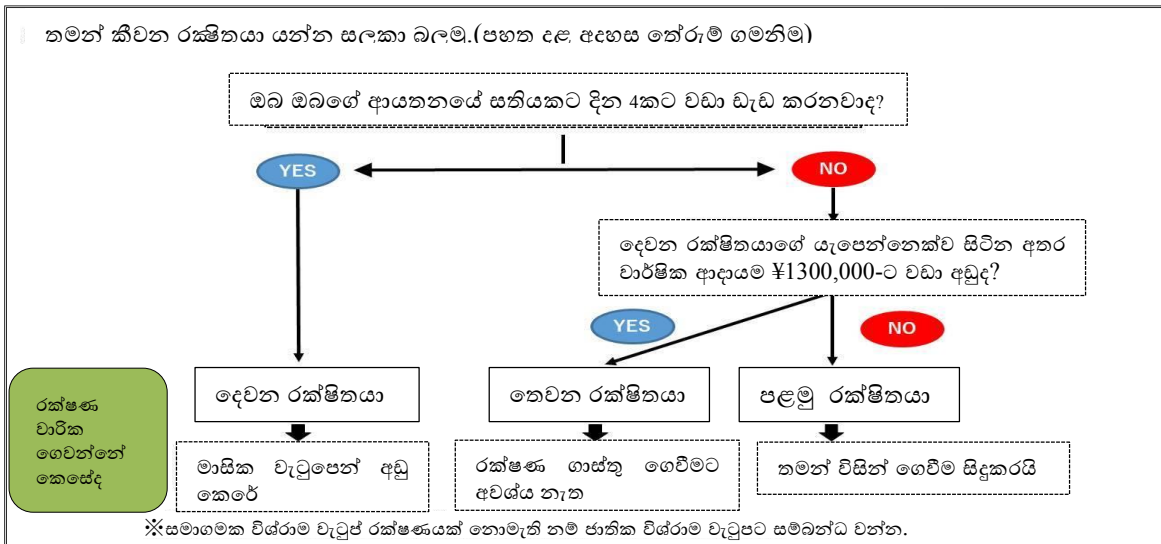 තමන් කීවන රක්ෂිතයා යන්න සලකා බලමු.(පහත දළ අදහස තේරුම් ගමනිමු)
ඔබ ඔබගේ ආයතනයේ සතියකට දින 4කට වඩා ඩැඩ කරනවාද?
YES
NO
දෙවන රක්ෂිතයාගේ යැපෙන්නෙක්ව සිටින අතර
වාර්ෂික ආදායම ¥1300,000-ට වඩා අඩුද?
YES
NO
දෙවන රක්ෂිතයා
තෙවන රක්ෂිතයා
පළමු රක්ෂිතයා
රක්ෂණ
වාරික
ගෙවන්නේ
කෙසේද
මාසික වැටුපෙන් අඩු
කෙරේ
රක්ෂණ ගාස්තු ගෙවීමට
අවශ්ය නැත
තමන් විසින් ගෙවීම සිදුකරයි
※සමාගමක විශ්රාම වැටුප් රක්ෂණයක් නොමැති නම් ජාතික විශ්රාම වැටුපට සම්බන්ධ වන්න.